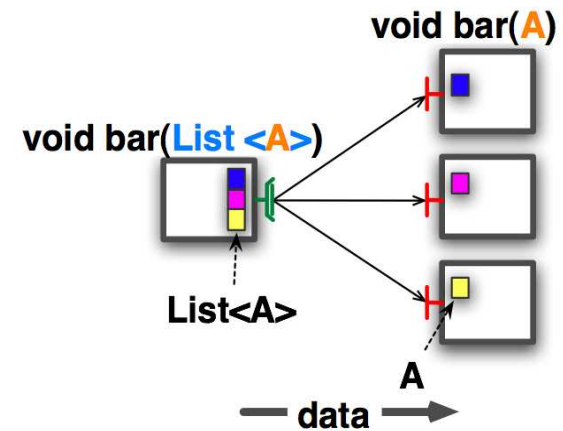 void bar(A)
void bar(List <A>)
List<A>
A
data